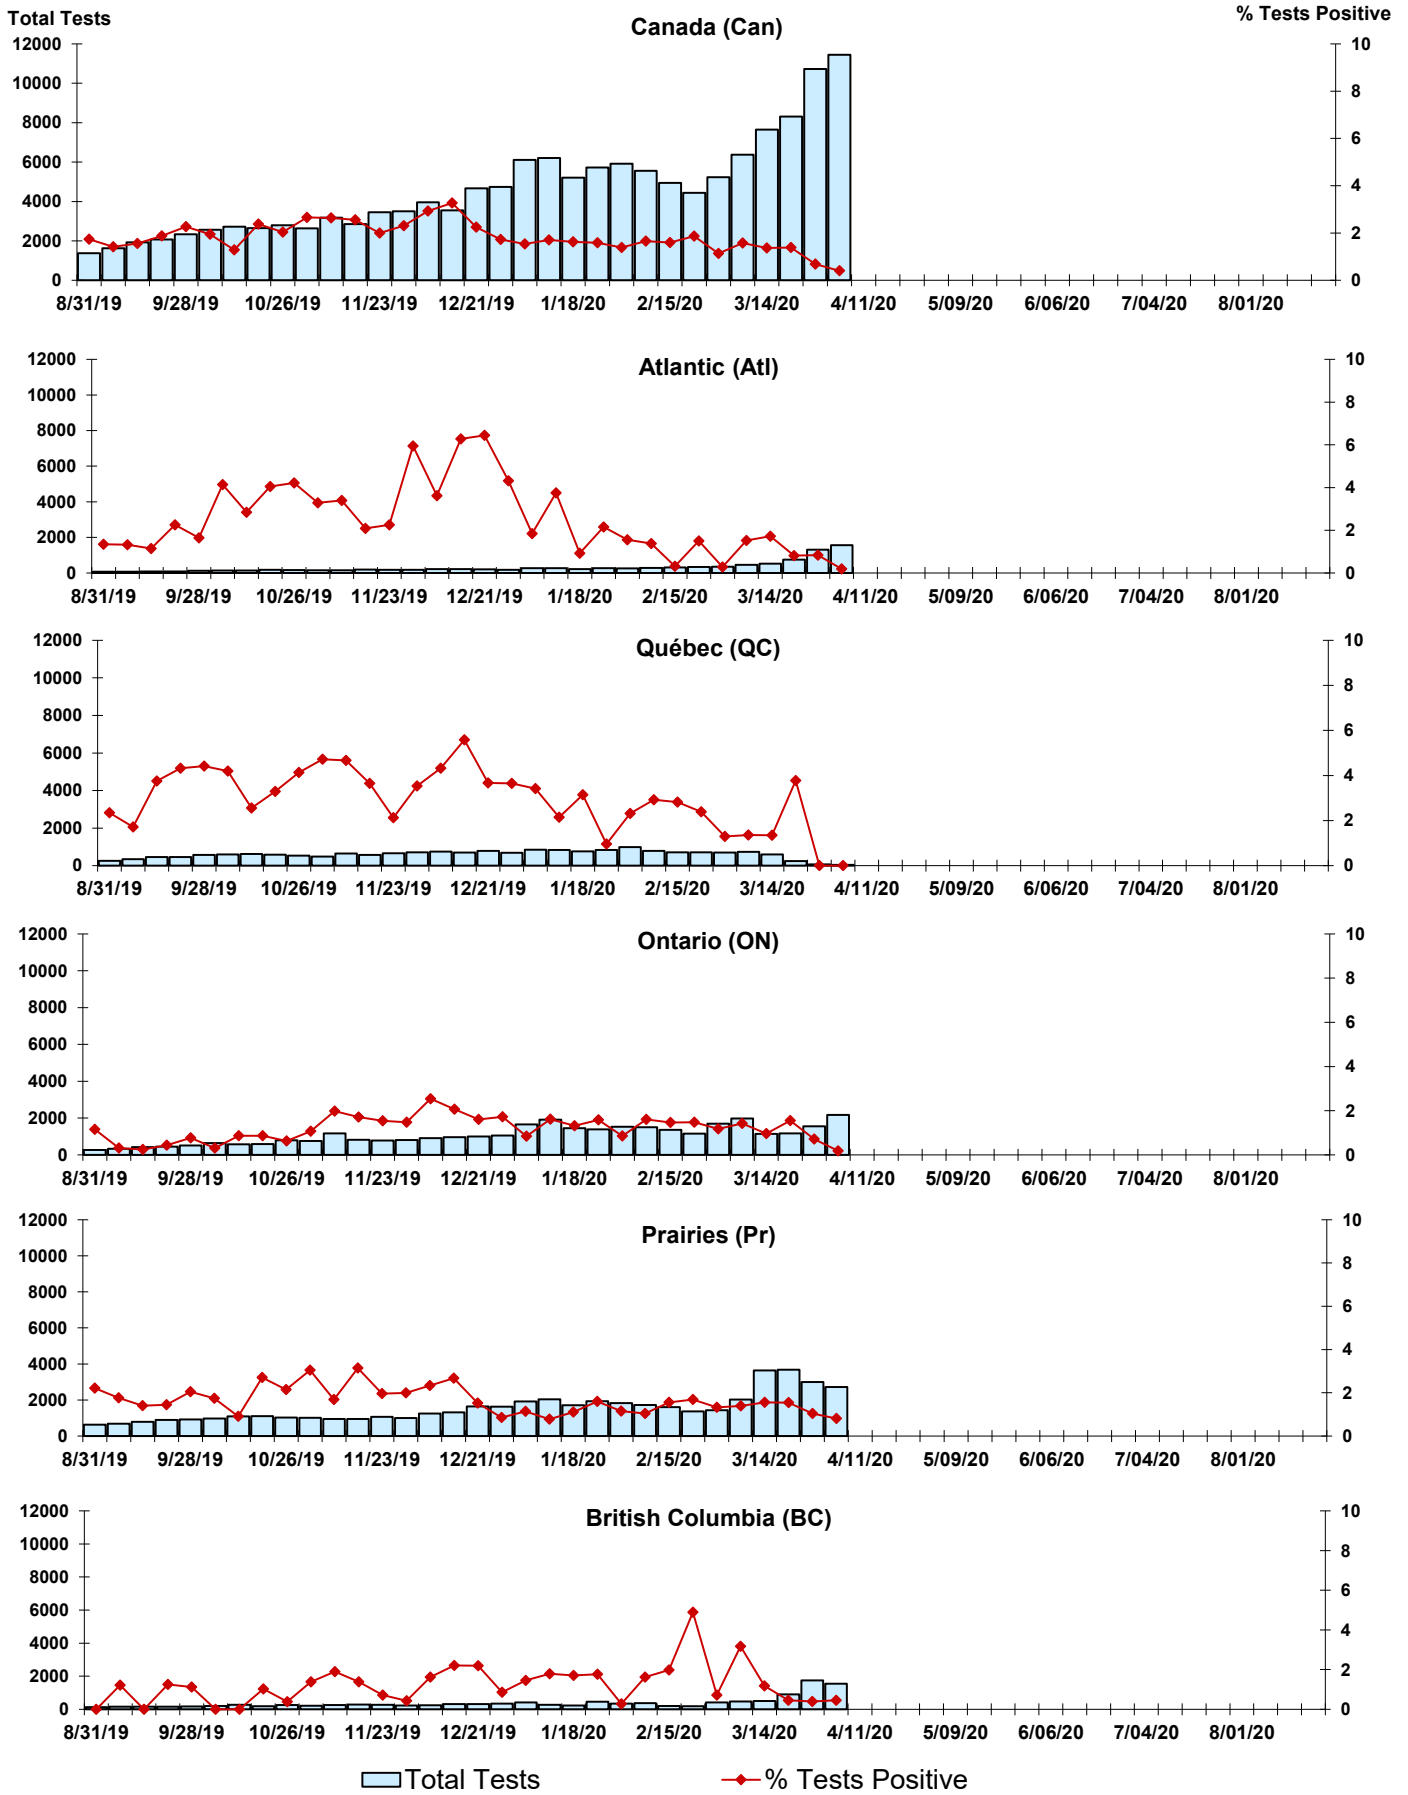 Total Tests
Canada (Can)
% Tests Positive
12000 10
10000 8
8000
6000 6
4000 4
2000 2
0 0
8/31/19 9/28/19 10/26/19 11/23/19 12/21/19 1/18/20 2/15/20 3/14/20 4/11/20 5/09/20 6/06/20 7/04/20 8/01/20
Atlantic (Atl)
12000 10
10000 8
8000
6000 6
4000 4
2000 2
0 0
8/31/19 9/28/19 10/26/19 11/23/19 12/21/19 1/18/20 2/15/20 3/14/20 4/11/20 5/09/20 6/06/20 7/04/20 8/01/20
Québec (QC)
12000 10
10000 8
8000
6000 6
4000 4
2000 2
0 0
8/31/19 9/28/19 10/26/19 11/23/19 12/21/19 1/18/20 2/15/20 3/14/20 4/11/20 5/09/20 6/06/20 7/04/20 8/01/20
Ontario (ON)
12000 10
10000 8
8000
6000 6
4000 4
2000 2
0 0
8/31/19 9/28/19 10/26/19 11/23/19 12/21/19 1/18/20 2/15/20 3/14/20 4/11/20 5/09/20 6/06/20 7/04/20 8/01/20
Prairies (Pr)
12000 10
10000 8
8000
6000 6
4000 4
2000 2
0 0
8/31/19 9/28/19 10/26/19 11/23/19 12/21/19 1/18/20 2/15/20 3/14/20 4/11/20 5/09/20 6/06/20 7/04/20 8/01/20
British Columbia (BC)
12000 10
10000 8
8000
6000 6
4000 4
2000 2
0 0
8/31/19 9/28/19 10/26/19 11/23/19 12/21/19 1/18/20 2/15/20 3/14/20 4/11/20 5/09/20 6/06/20 7/04/20 8/01/20
Total Tests % Tests Positive